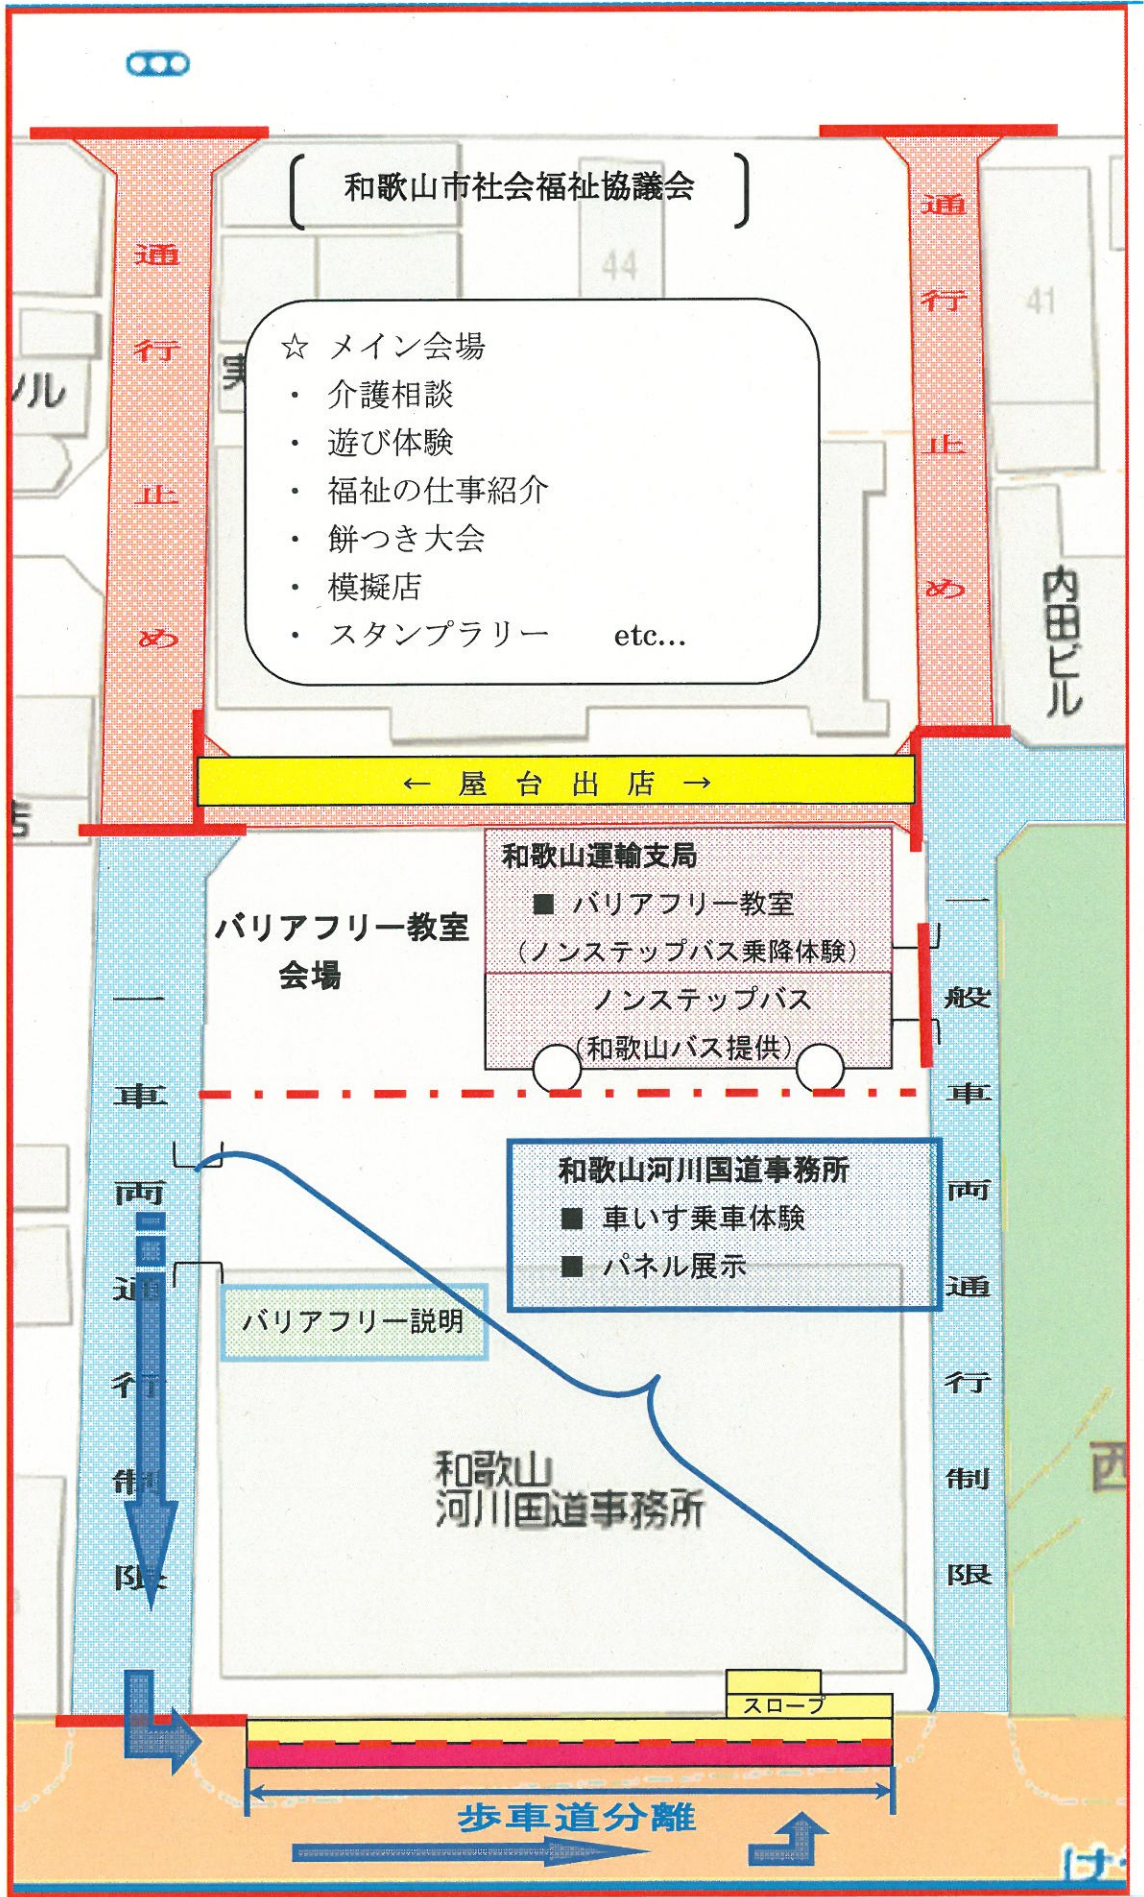 和歌山市社会福祉協議会
44
41
通行止め
通行止め
ソル
実
☆ メイン会場
・ 介護相談
・ 遊び体験
・ 福祉の仕事紹介
・ 餅つき大会
・ 模擬店
・ スタンプラリー etc...
内田ビル
← 屋台出店 →
店
和歌山運輸支局
■ バリアフリー教室
(ノンステップバス乗降体験)
ノンステップバス
(和歌山バス提供)
バリアフリー教室
会場
一車両通行制限
一般車両通行制限
和歌山河川国道事務所
■ 車いす乗車体験
■ パネル展示
バリアフリー説明
西
和歌山
河川国道事務所
スロープ
歩車道分離
け